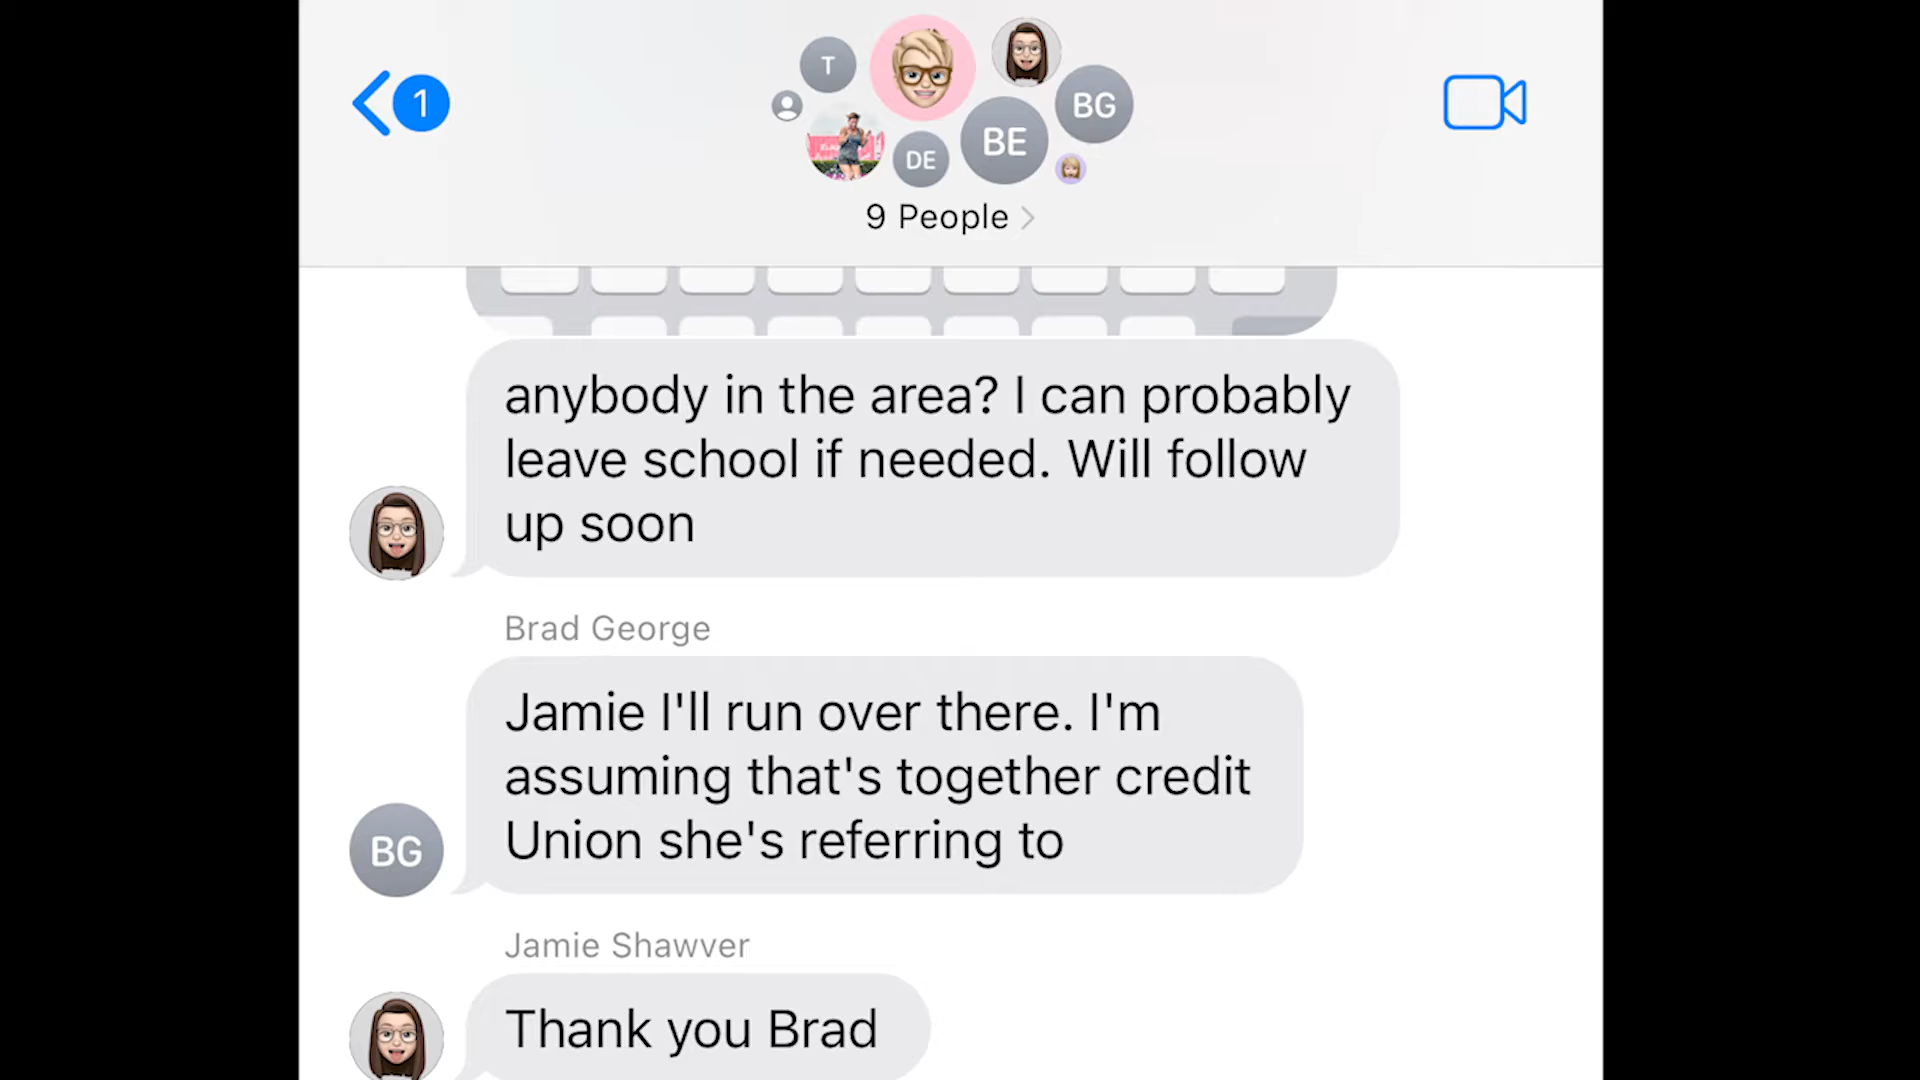 1
T
BG
BE
DE
9 People
anybody in the area? I can probably
leave school if needed. Will follow
up soon
Brad George
BG
Jamie I'll run over there. I'm
assuming that's together credit
Union she's referring to
Jamie Shawver
Thank you Brad